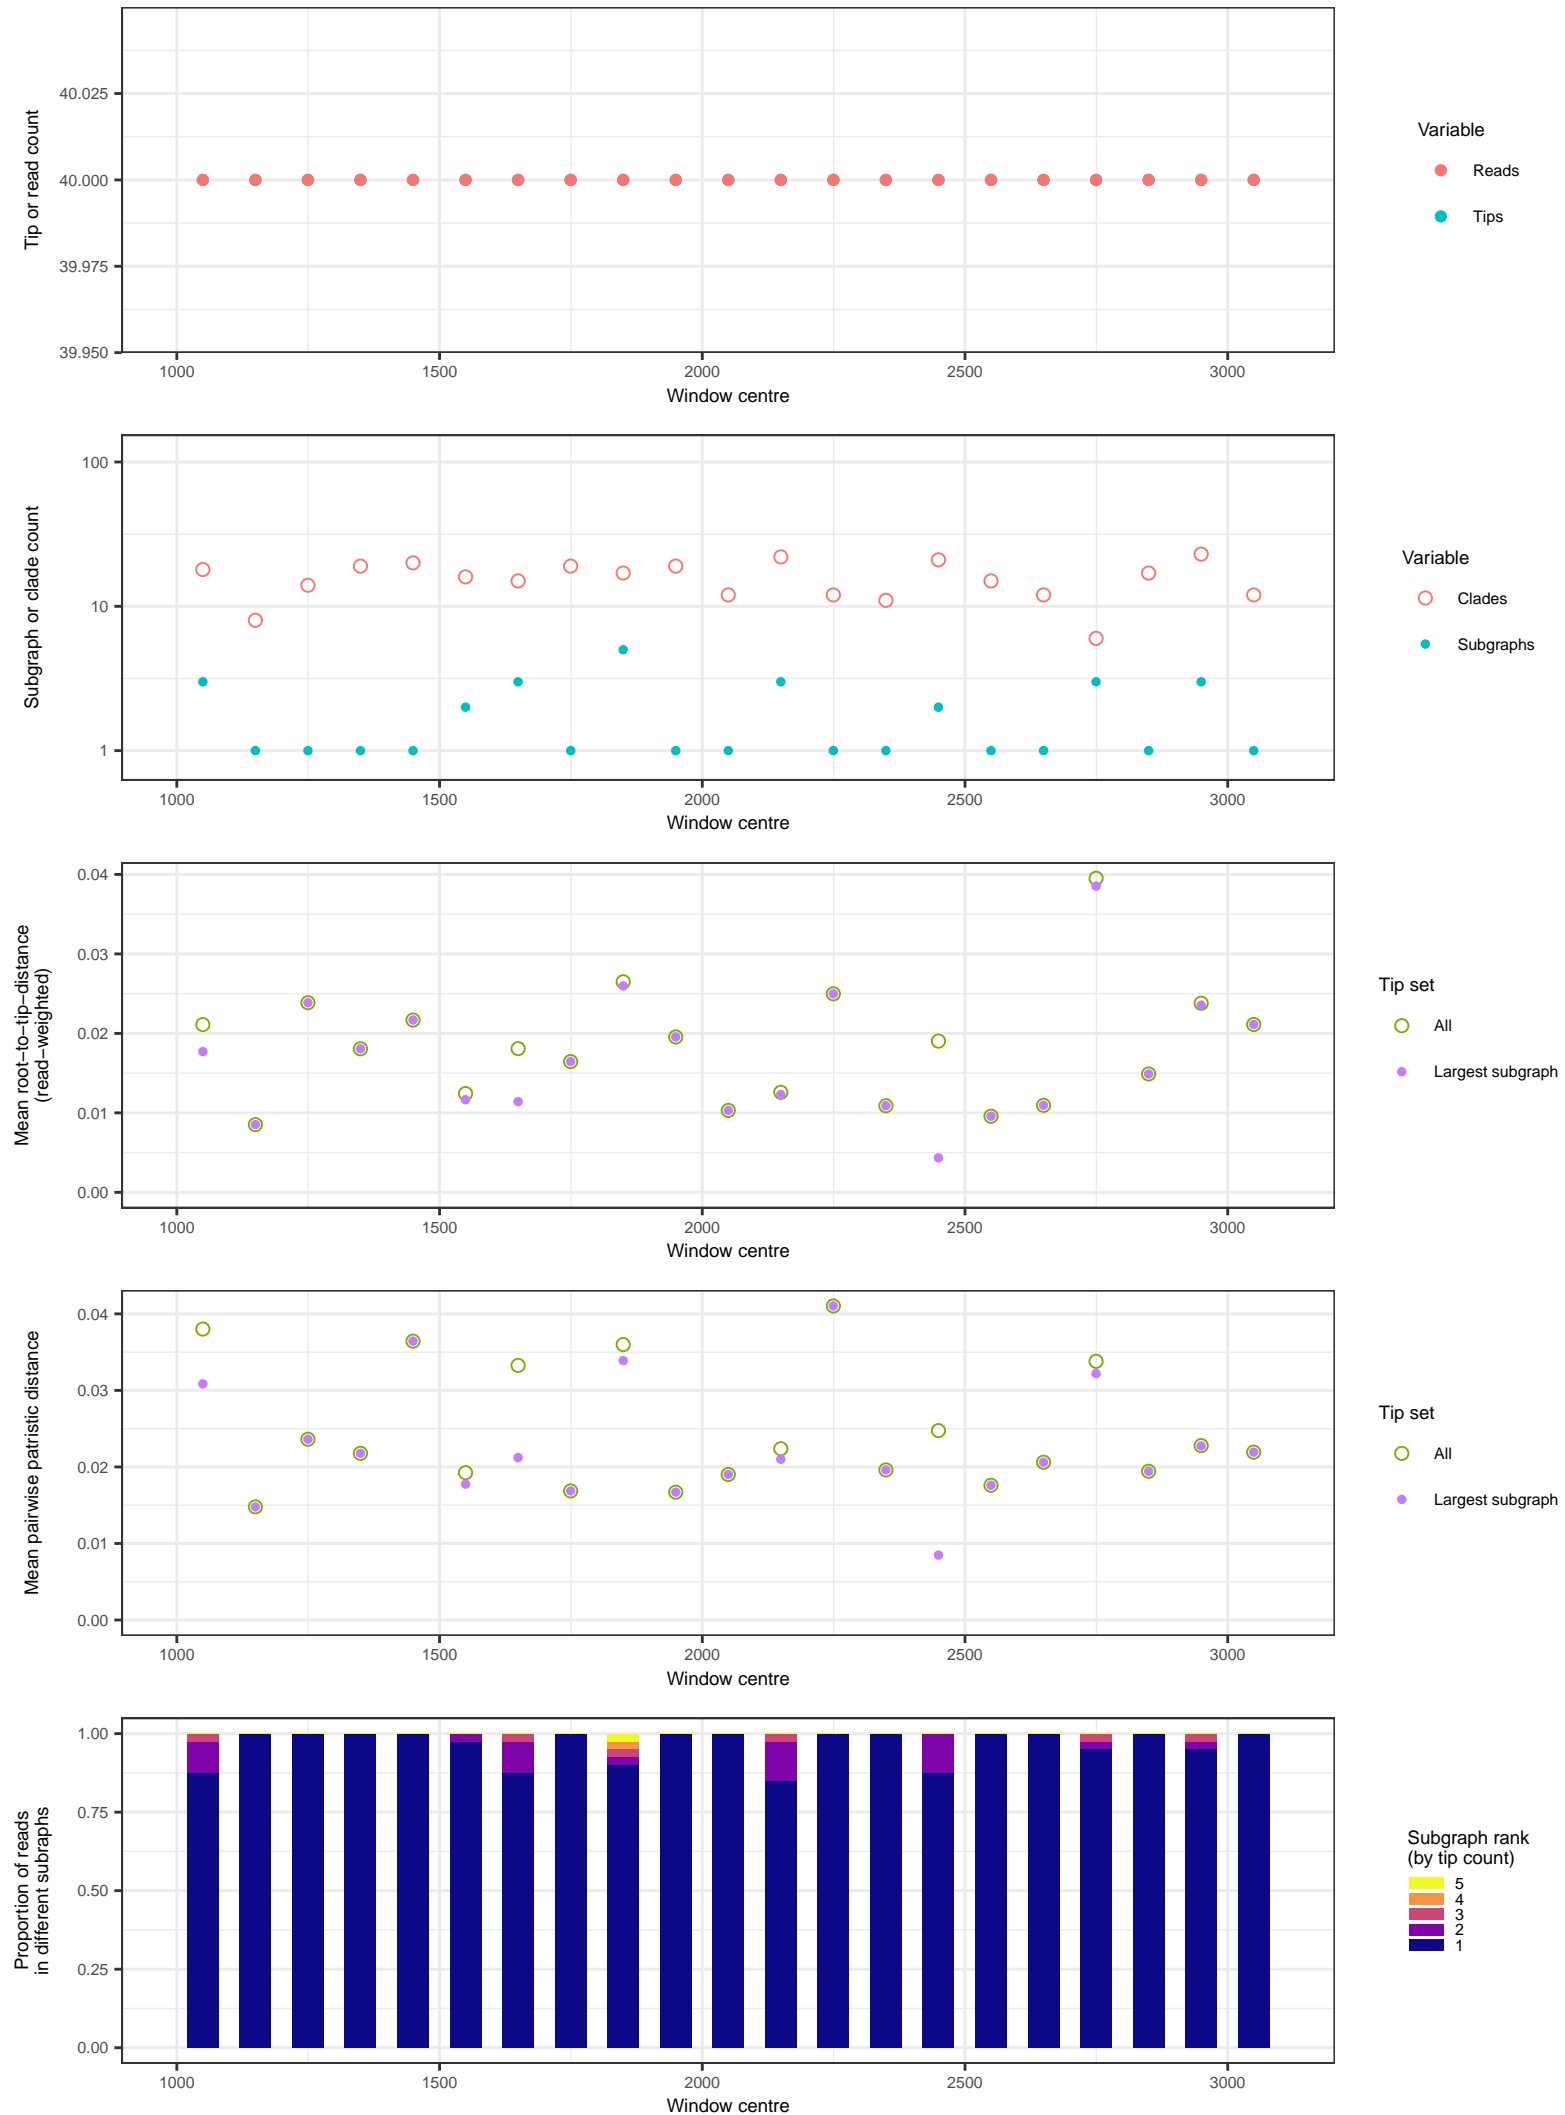 Tip or read count
40.025
40.000
39.975
39.950
1000 1500 2000 2500 3000
Window centre
Variable
Reads
Tips
Subgraph or clade count
100
10
1
1000 1500 2000 2500 3000
Window centre
Variable
Clades
Subgraphs
Mean root−to−tip−distance
(read−weighted)
0.04
0.03
0.02
0.01
0.00
1000 1500 2000 2500 3000
Window centre
Tip set
All
Largest subgraph
Mean pairwise patristic distance
0.04
0.03
0.02
0.01
0.00
1000 1500 2000 2500 3000
Window centre
Tip set
All
Largest subgraph
Proportion of reads
in different subraphs
1.00
0.75
0.50
0.25
0.00
1000 1500 2000 2500 3000
Window centre
Subgraph rank
(by tip count)
5
4
3
2
1